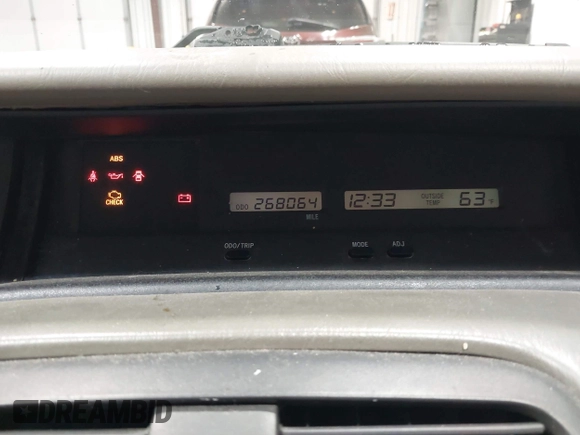 ABS
CHECK
ODO 268064
MILE
12:33 OUTSIDE TEMP 63°
ODO/TRIP
MODE ADJ
DREAMBID